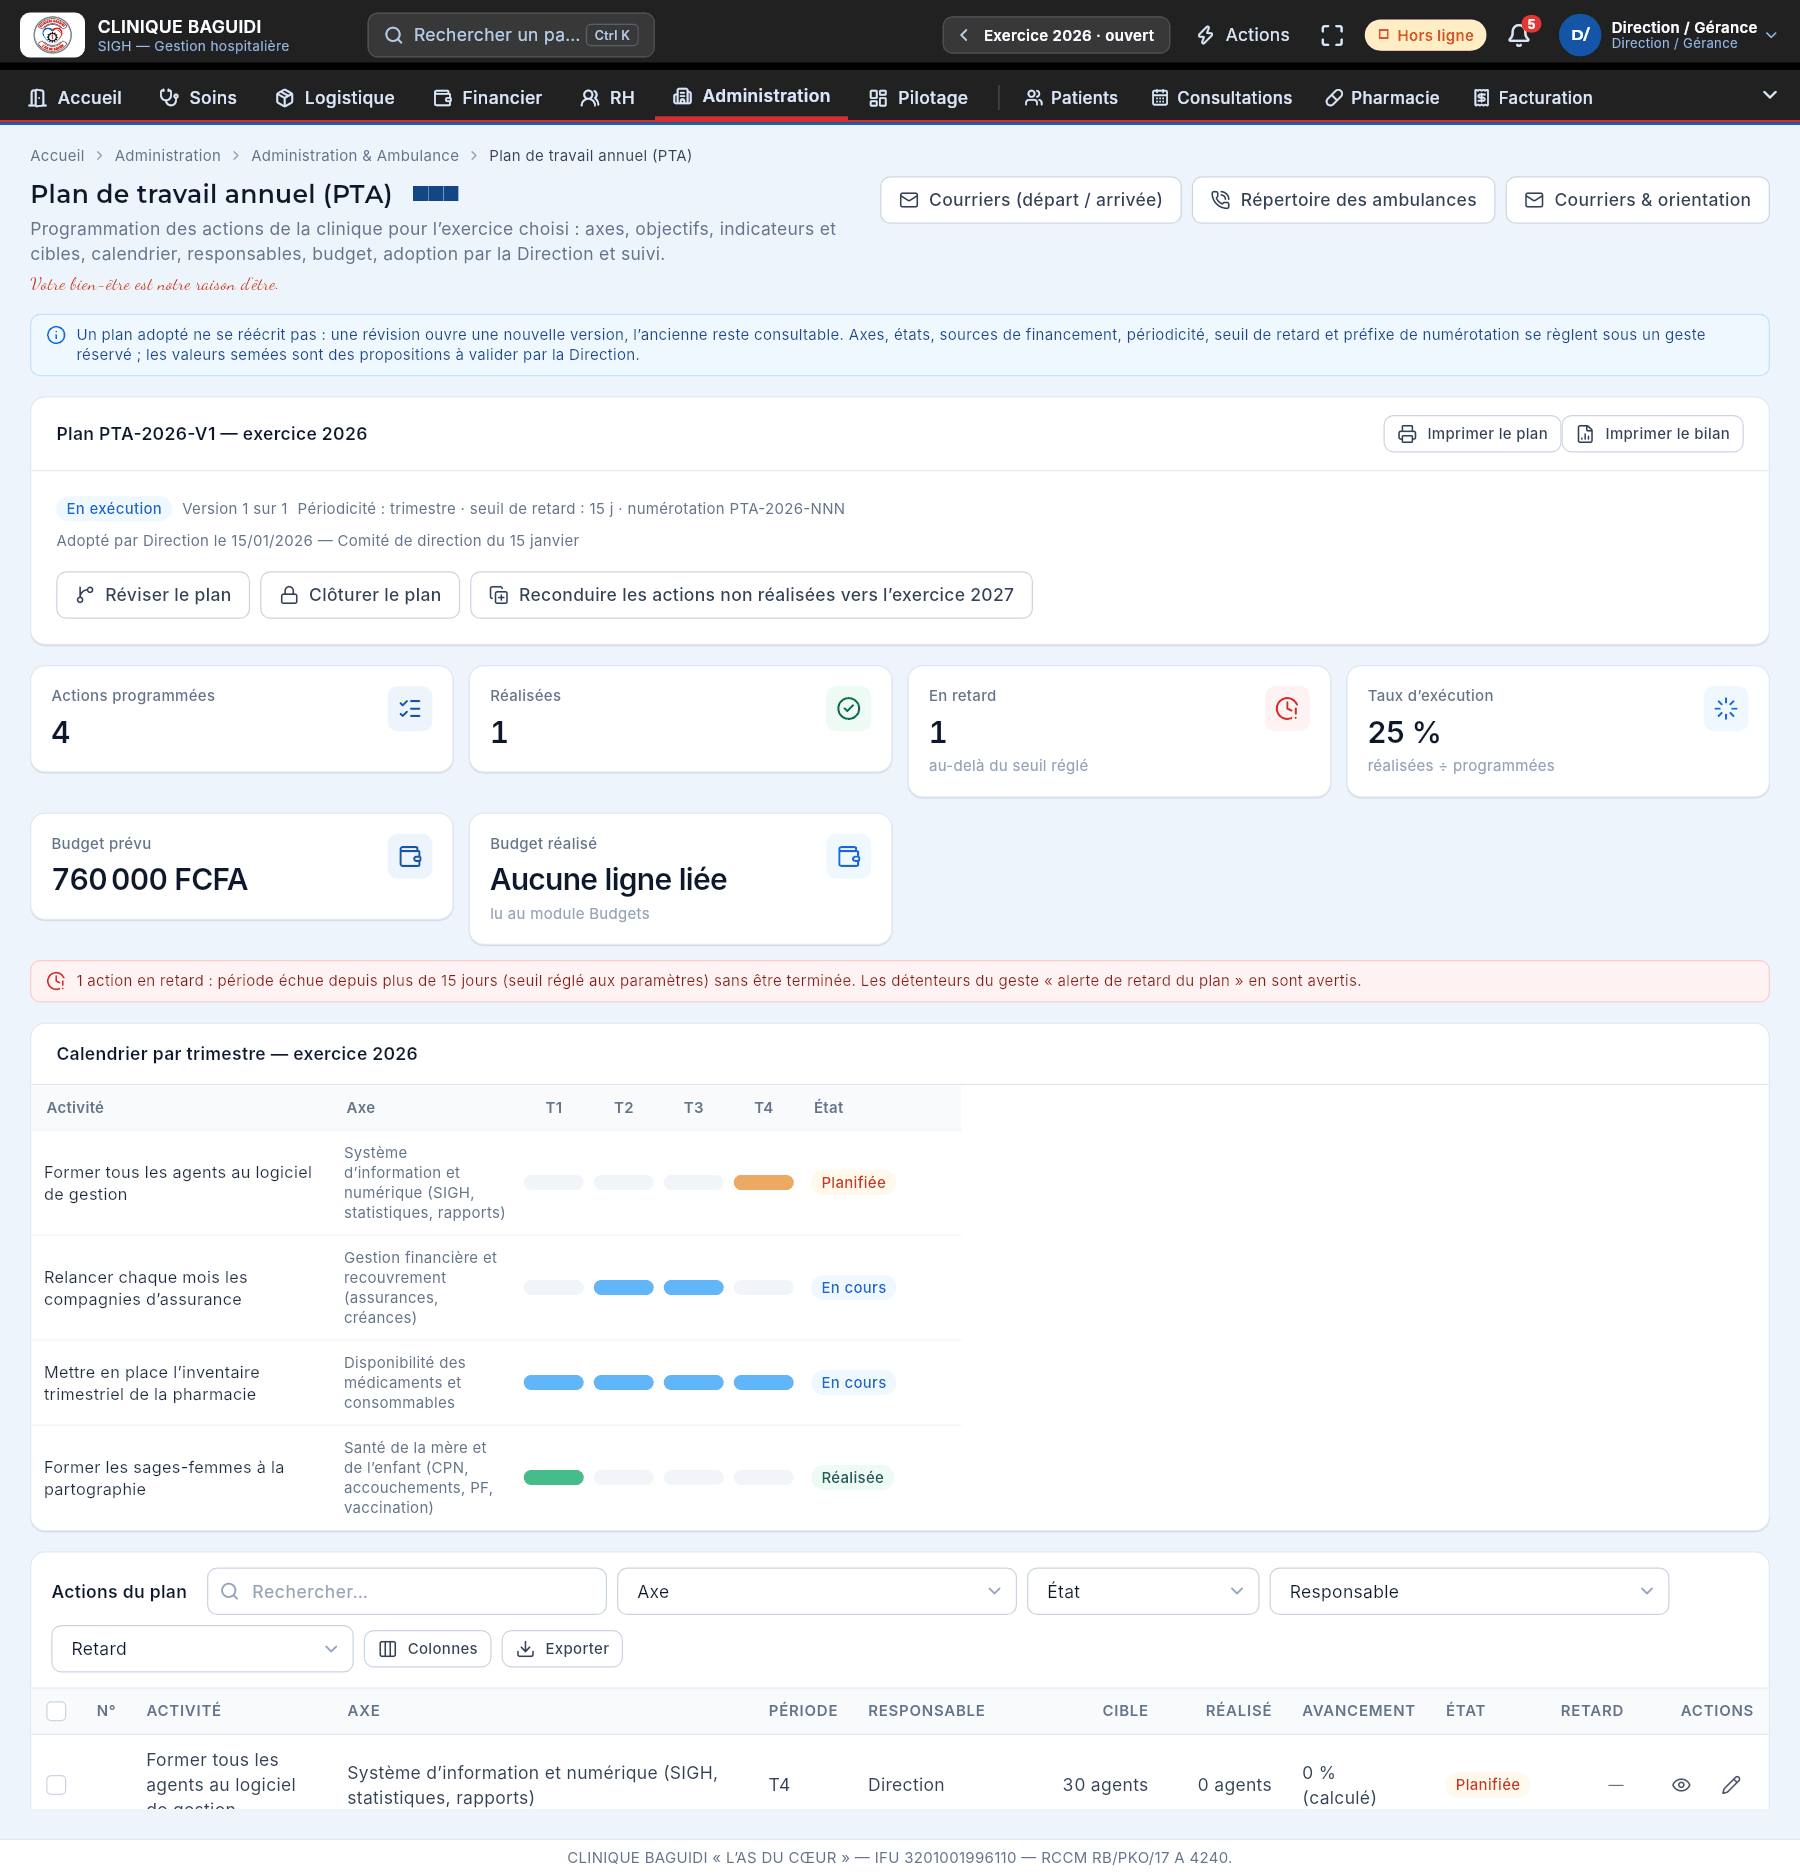 CLINIQUE BAGUIDI
SIGH — Gestion hospitalière
Rechercher un pa... Ctrl K
Exercice 2026 · ouvert
Actions
Hors ligne
5
D/
Direction / Gérance
Direction / Gérance
Accueil Soins Logistique Financier RH Administration Pilotage Patients Consultations Pharmacie Facturation
Accueil > Administration > Administration & Ambulance > Plan de travail annuel (PTA)
Plan de travail annuel (PTA)
Courriers (départ / arrivée) Répertoire des ambulances Courriers & orientation
Programmation des actions de la clinique pour l’exercice choisi : axes, objectifs, indicateurs et
cibles, calendrier, responsables, budget, adoption par la Direction et suivi.
Votre bien-être est notre raison d'être.
Un plan adopté ne se réécrit pas : une révision ouvre une nouvelle version, l’ancienne reste consultable. Axes, états, sources de financement, périodicité, seuil de retard et préfixe de numérotation se règlent sous un geste
réservé ; les valeurs semées sont des propositions à valider par la Direction.
Plan PTA-2026-V1 — exercice 2026
Imprimer le plan Imprimer le bilan
En exécution Version 1 sur 1 Périodicité : trimestre · seuil de retard : 15 j · numérotation PTA-2026-NNN
Adopté par Direction le 15/01/2026 — Comité de direction du 15 janvier
Réviser le plan Clôturer le plan Reconduire les actions non réalisées vers l’exercice 2027
Actions programmées
4
Réalisées
1
En retard
1
au-delà du seuil réglé
Taux d’exécution
25 %
réalisées ÷ programmées
Budget prévu
760 000 FCFA
Budget réalisé
Aucune ligne liée
lu au module Budgets
1 action en retard : période échue depuis plus de 15 jours (seuil réglé aux paramètres) sans être terminée. Les détenteurs du geste « alerte de retard du plan » en sont avertis.
Calendrier par trimestre — exercice 2026
Activité Axe T1 T2 T3 T4 État
Former tous les agents au logiciel
de gestion
Système
d’information et
numérique (SIGH,
statistiques, rapports)
Planifiée
Relancer chaque mois les
compagnies d’assurance
Gestion financière et
recouvrement
(assurances,
créances)
En cours
Mettre en place l’inventaire
trimestriel de la pharmacie
Disponibilité des
médicaments et
consommables
En cours
Former les sages-femmes à la
partographie
Santé de la mère et
de l’enfant (CPN,
accouchements, PF,
vaccination)
Réalisée
Actions du plan Rechercher... Axe État Responsable
Retard Colonnes Exporter
N° ACTIVITÉ AXE PÉRIODE RESPONSABLE CIBLE RÉALISÉ AVANCEMENT ÉTAT RETARD ACTIONS
Former tous les
agents au logiciel
de gestion
Système d’information et numérique (SIGH,
statistiques, rapports)
T4
Direction
30 agents
0 agents
0 %
(calculé)
Planifiée
—
CLINIQUE BAGUIDI « L’AS DU CŒUR » — IFU 3201001996110 — RCCM RB/PKO/17 A 4240.